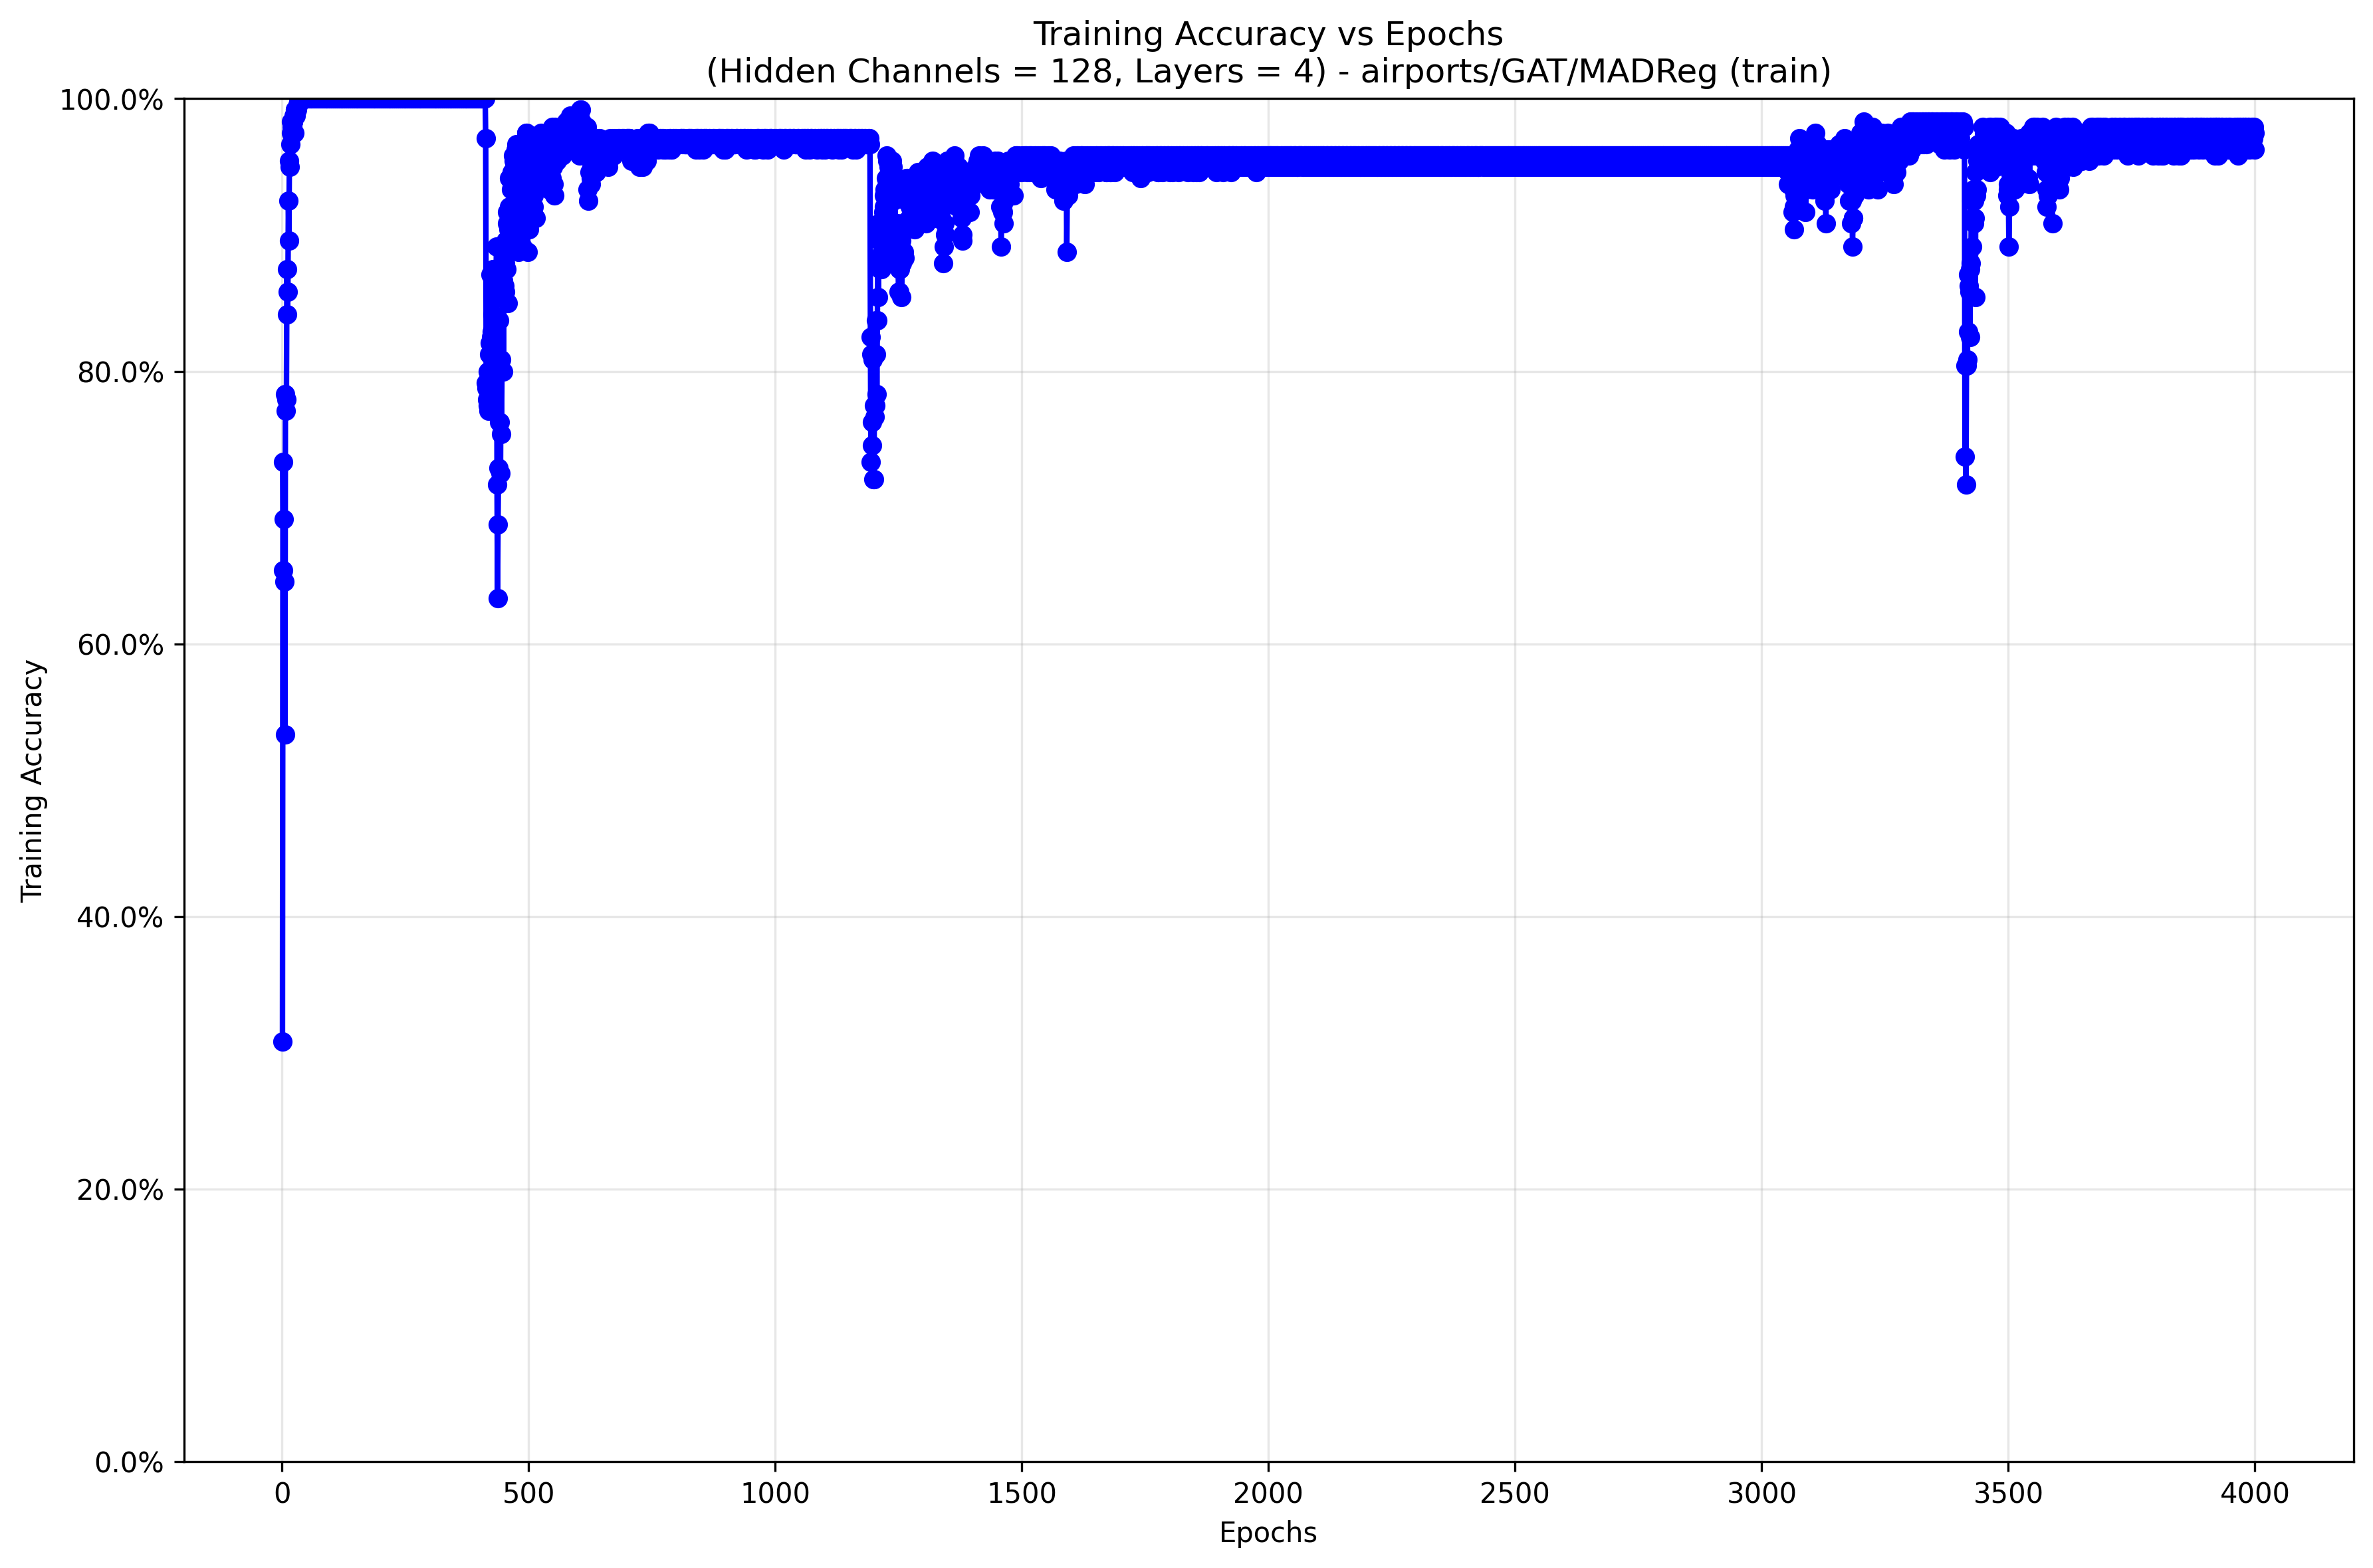 Training Accuracy vs Epochs
(Hidden Channels = 128, Layers = 4) - airports/GAT/MADReg (train)
100.0%
80.0%
60.0%
40.0%
20.0%
0.0%
Training Accuracy
0 500 1000 1500 2000 2500 3000 3500 4000
Epochs